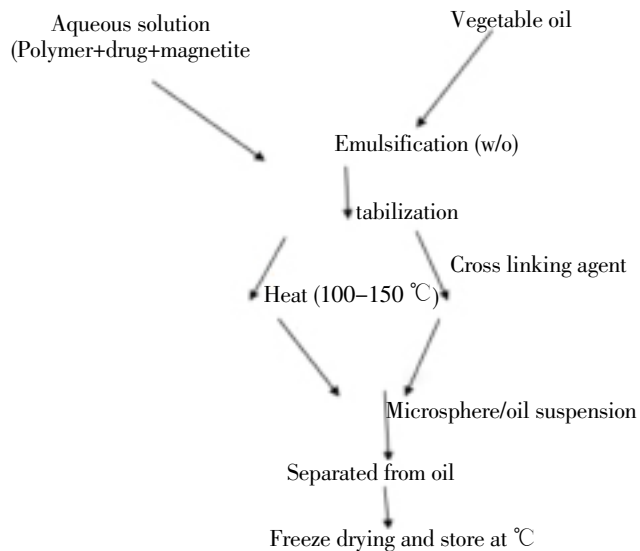 Aqueous solution
(Polymer+drug+magnetite
Vegetable oil
Emulsification (w/o)
tabilization
Cross linking agent
Heat (100–150 ℃)
Microsphere/oil suspension
Separated from oil
Freeze drying and store at ℃